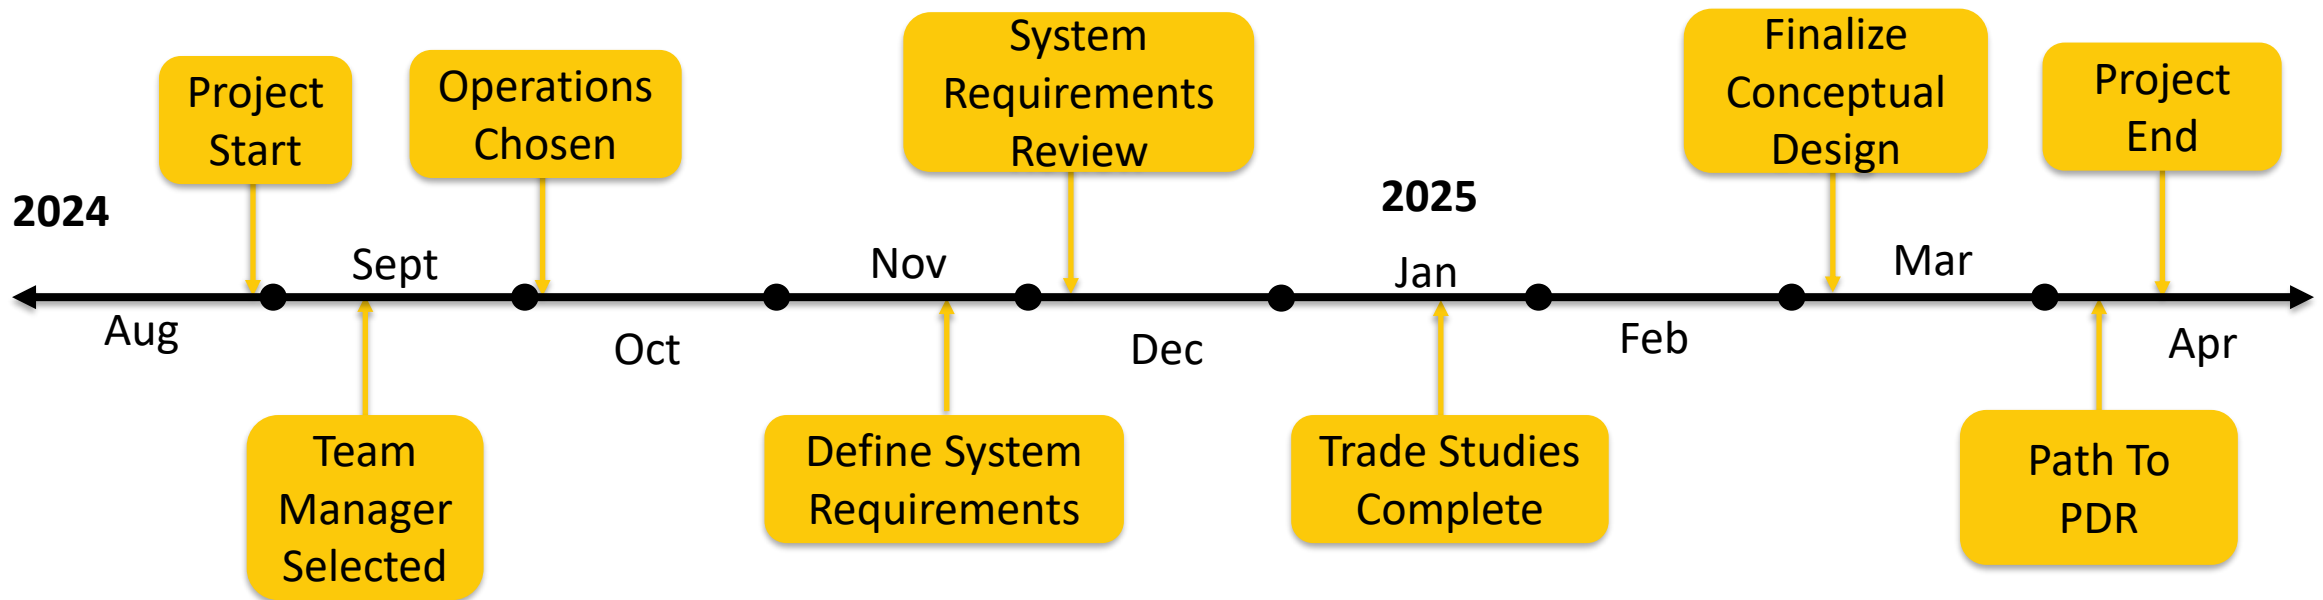 Project
Start
Operations
Chosen
System
Requirements
Review
Finalize
Conceptual
Design
Project
End
2024
2025
Sept
Nov
Jan
Mar
Aug
Oct
Dec
Feb
Apr
Team
Manager
Selected
Define System
Requirements
Trade Studies
Complete
Path To
PDR